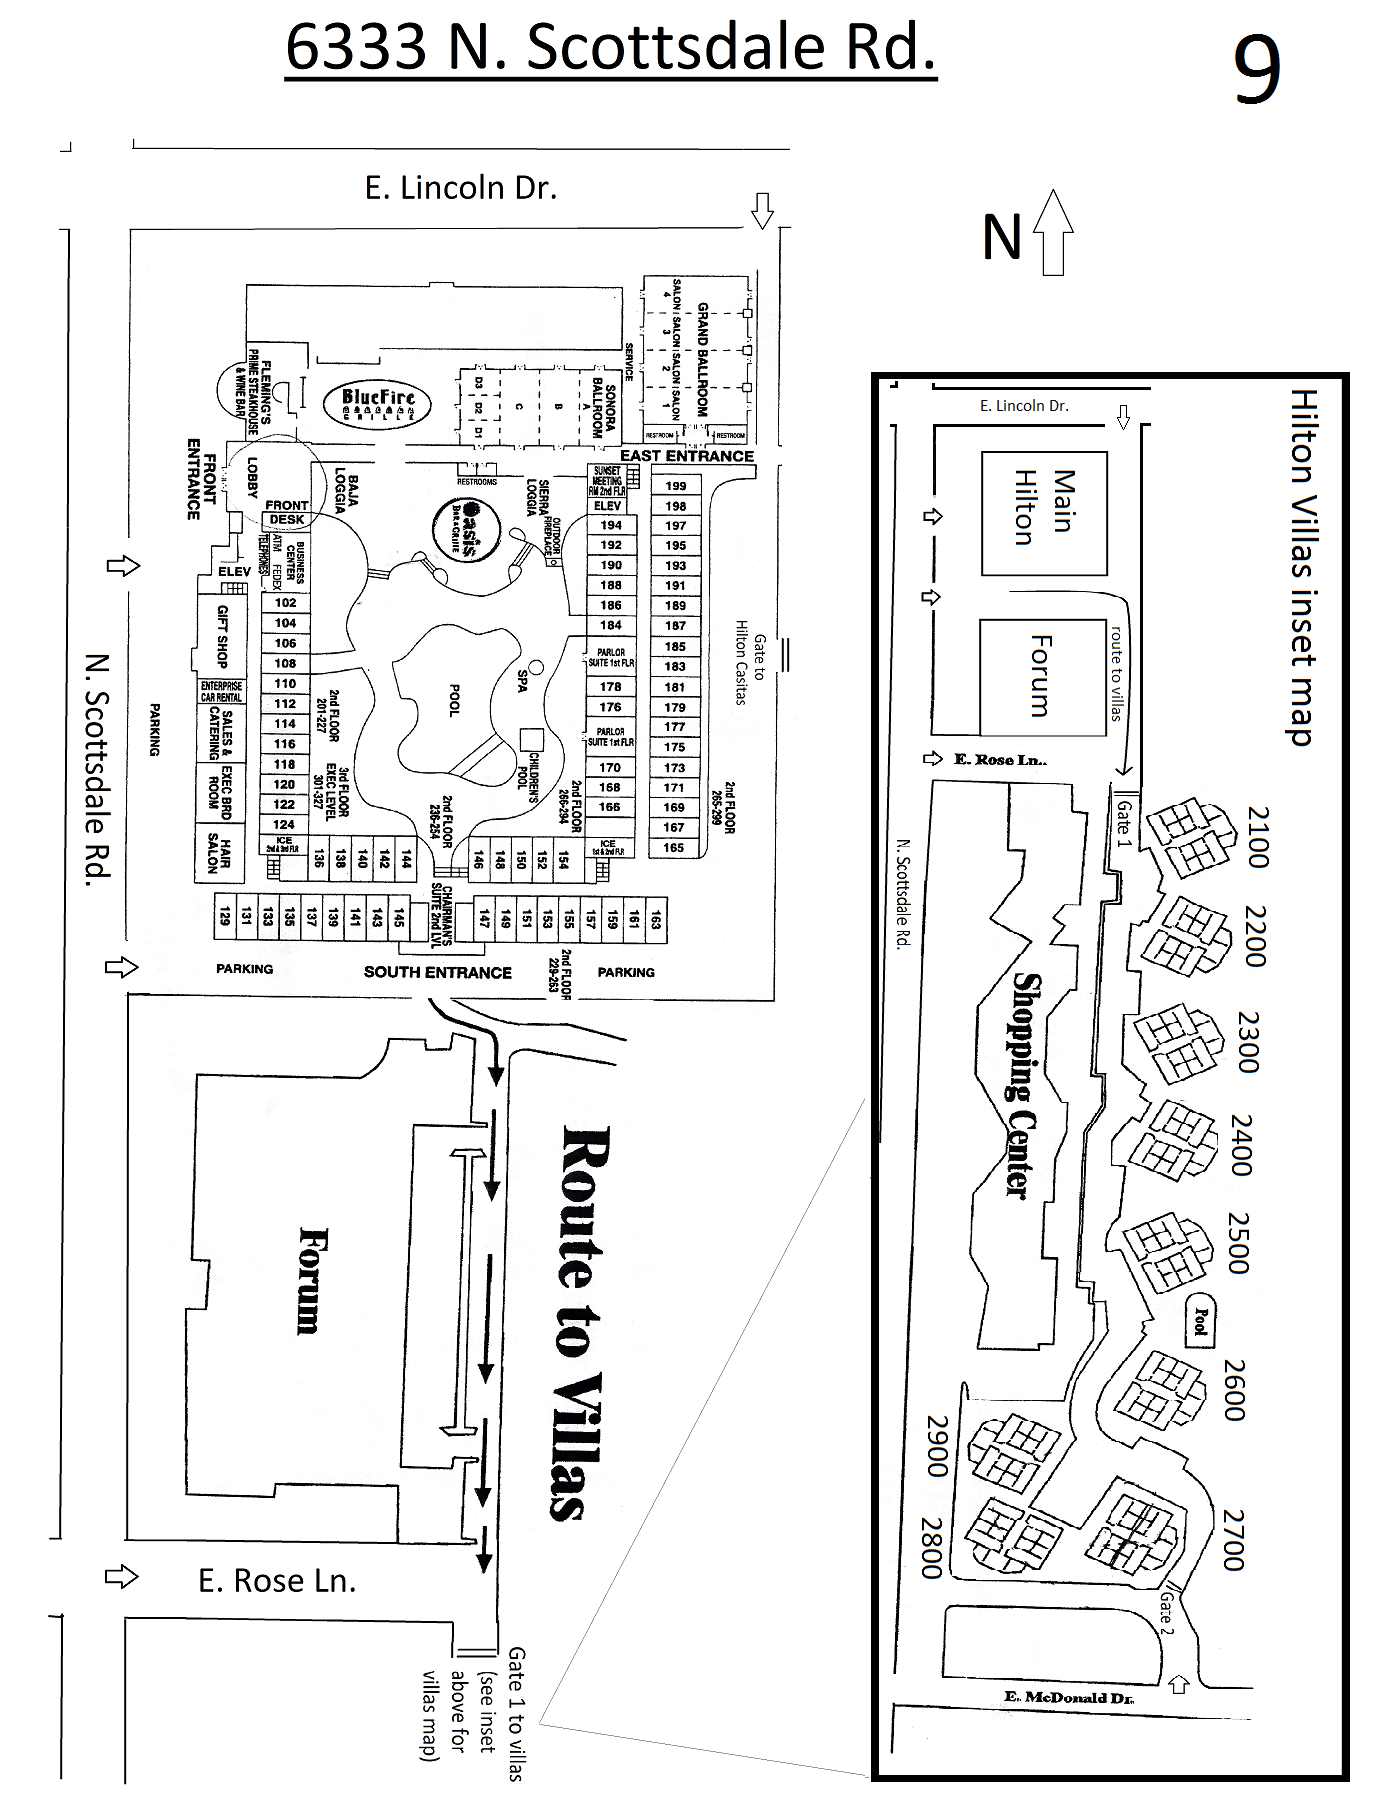 6333 N. Scottsdale Rd.
9
E. Lincoln Dr.
N
GRAND BALLROOM
SALON 4
SALON 3
SALON 2
SALON 1
RESTROOM
RESTROOM
SERVICE
FLEMING'S
PRIME STEAKHOUSE
& WINE BAR
BlueFire
GRILLE
D3
D2
D1
C
B
A
SONORA
BALLROOM
EAST ENTRANCE
FRONT
ENTRANCE
LOBBY
BAJA
LOGGIA
RESTROOMS
SIERRA
LOGGIA
SUNSET
MEETING
RM 2nd FLR
ELEV
FRONT
DESK
Oasis
BAR & GRILLE
OUTDOOR
FIREPLACE
BUSINESS
CENTER
ATM FEDEX
TELEPHONES
ELEV
GIFT SHOP
ENTERPRISE
CAR RENTAL
SALES &
CATERING
EXEC BRD
ROOM
HAIR
SALON
102
104
106
108
110
112
114
116
118
120
122
124
ICE
2nd & 3rd FLR
2nd FLOOR
201-227
3rd FLOOR
EXEC LEVEL
301-327
POOL
SPA
CHILDREN'S
POOL
2nd FLOOR
236-254
2nd FLOOR
266-294
194
192
190
188
186
184
PARLOR
SUITE 1st FLR
178
176
PARLOR
SUITE 1st FLR
170
168
166
ICE
1st & 2nd FLR
199
198
197
195
193
191
189
187
185
183
181
179
177
175
173
171
169
167
165
2nd FLOOR
265-299
Gate to
Hilton Casitas
136
138
140
142
144
146
148
150
152
154
129
131
133
135
137
139
141
143
145
CHAIRMAN'S
SUITE 2nd LVL
147
149
151
153
155
157
159
161
163
PARKING
PARKING
SOUTH ENTRANCE
2nd FLOOR
229-263
PARKING
N. Scottsdale Rd.
Forum
Route to Villas
E. Rose Ln.
Gate 1 to villas
(see inset
above for
villas map)
Hilton Villas inset map
E. Lincoln Dr.
Main
Hilton
Forum
route to villas
E. Rose Ln..
Gate 1
N. Scottsdale Rd.
Shopping Center
2100
2200
2300
2400
2500
Pool
2600
2700
2900
2800
Gate 2
E. McDonald Dr.